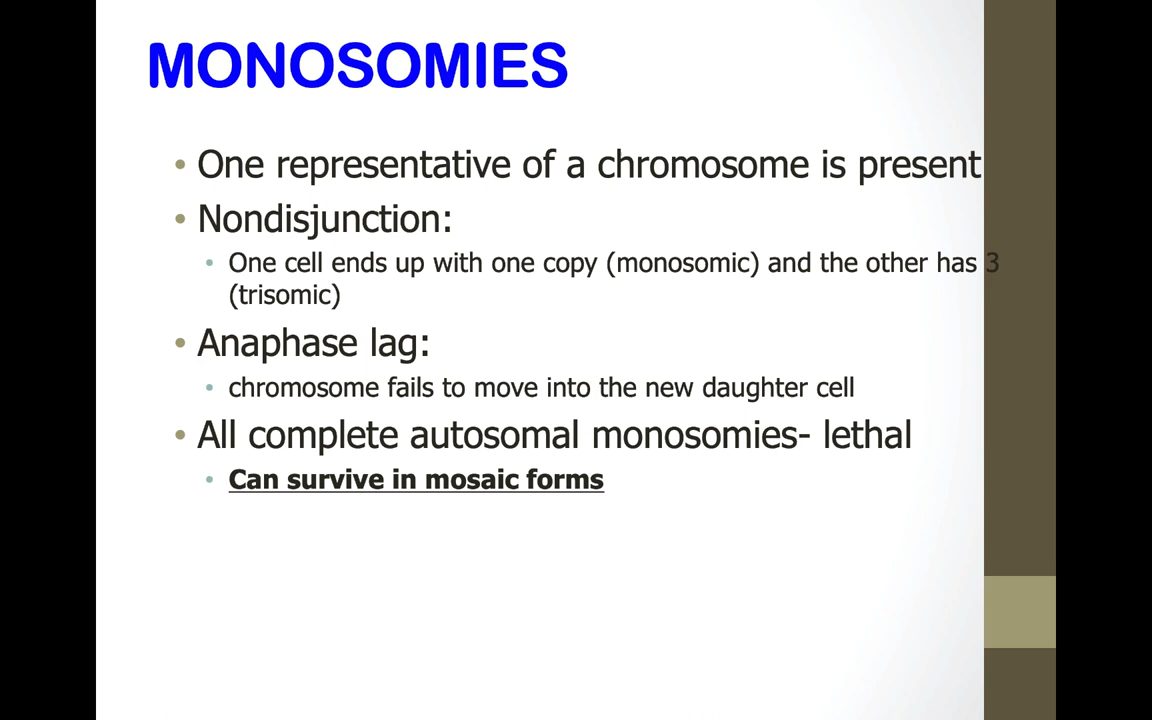 MONOSOMIES
• One representative of a chromosome is present
• Nondisjunction:
• One cell ends up with one copy (monosomic) and the other has 3
(trisomic)
• Anaphase lag:
• chromosome fails to move into the new daughter cell
• All complete autosomal monosomies- lethal
• Can survive in mosaic forms